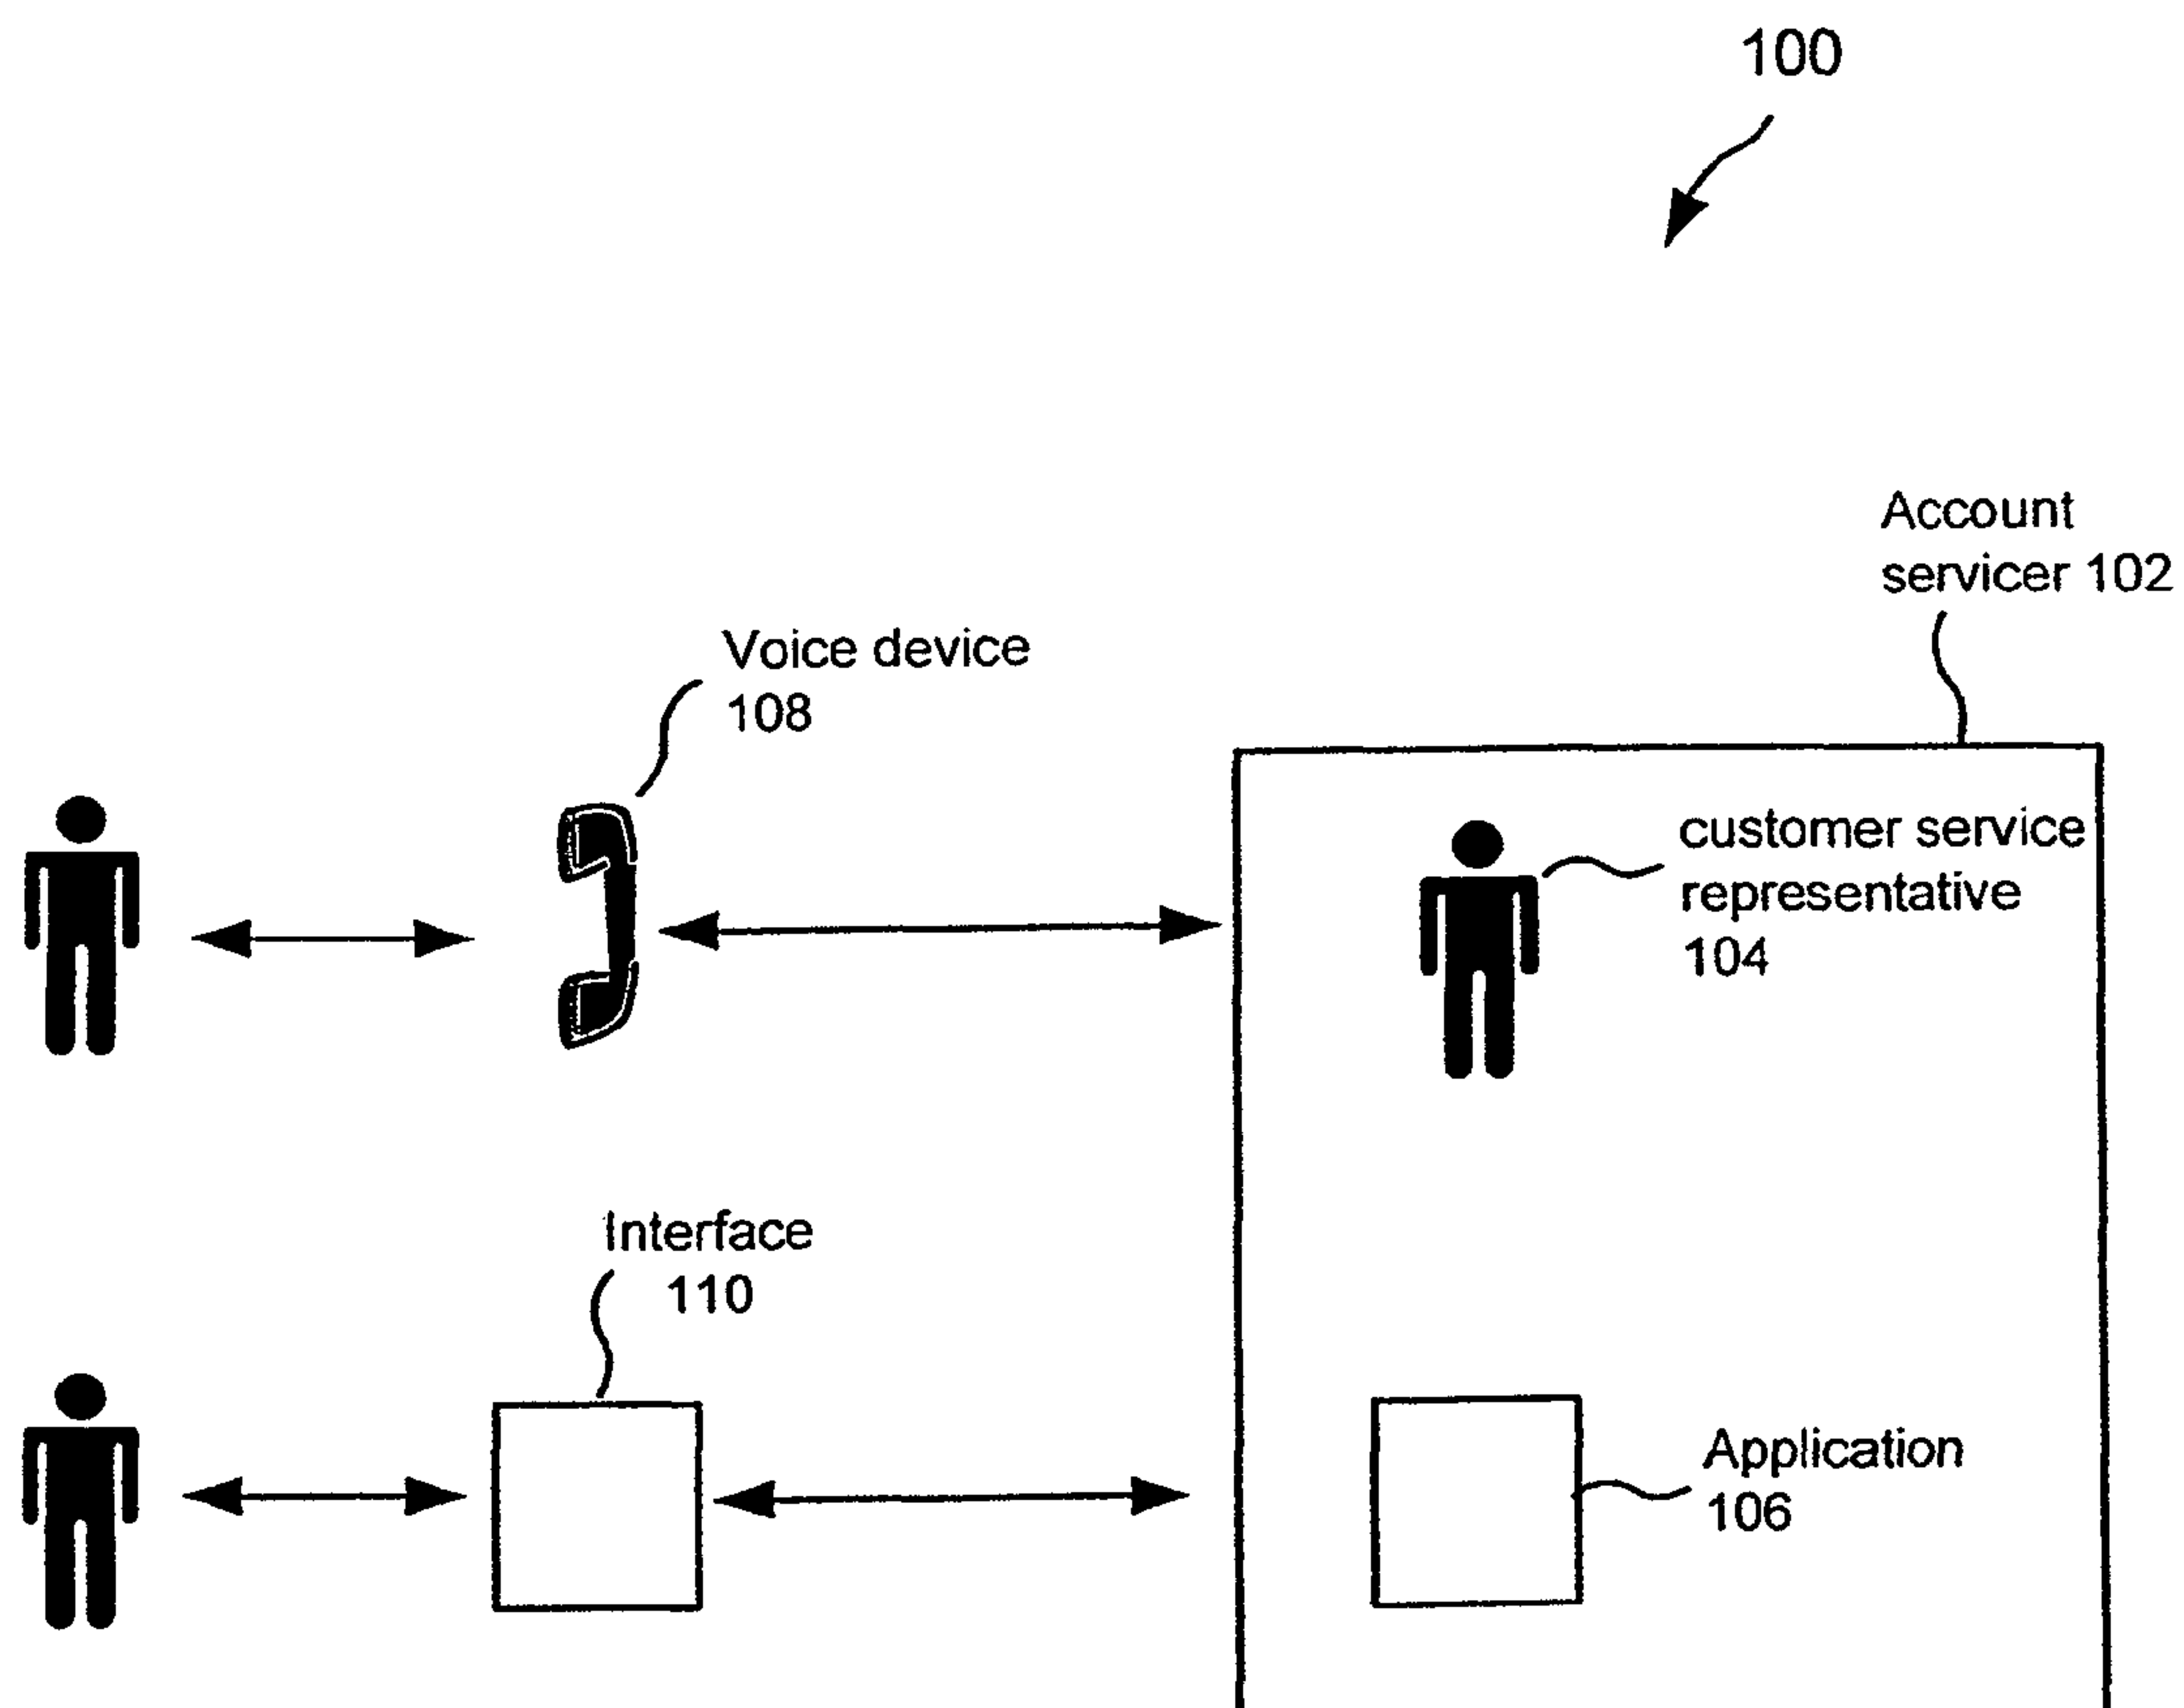 100
Account
servicer 102
Voice device
108
customer service
representative
104
Interface
110
Application
106